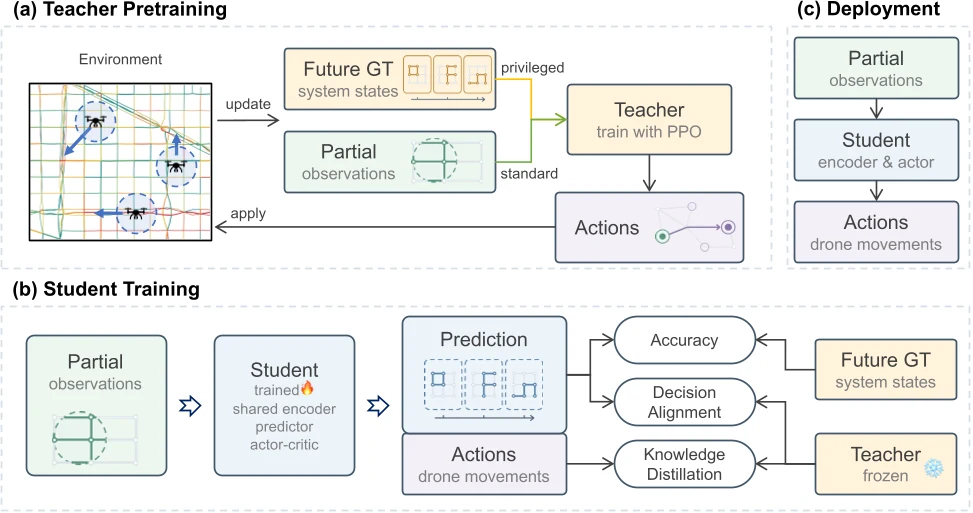 (a) Teacher Pretraining
Environment
update
Future GT
system states
privileged
Partial
observations
standard
Teacher
train with PPO
Actions
apply
(c) Deployment
Partial
observations
Student
encoder & actor
Actions
drone movements
(b) Student Training
Partial
observations
Student
trained
shared encoder
predictor
actor-critic
Prediction
Actions
drone movements
Accuracy
Decision
Alignment
Knowledge
Distillation
Future GT
system states
Teacher
frozen